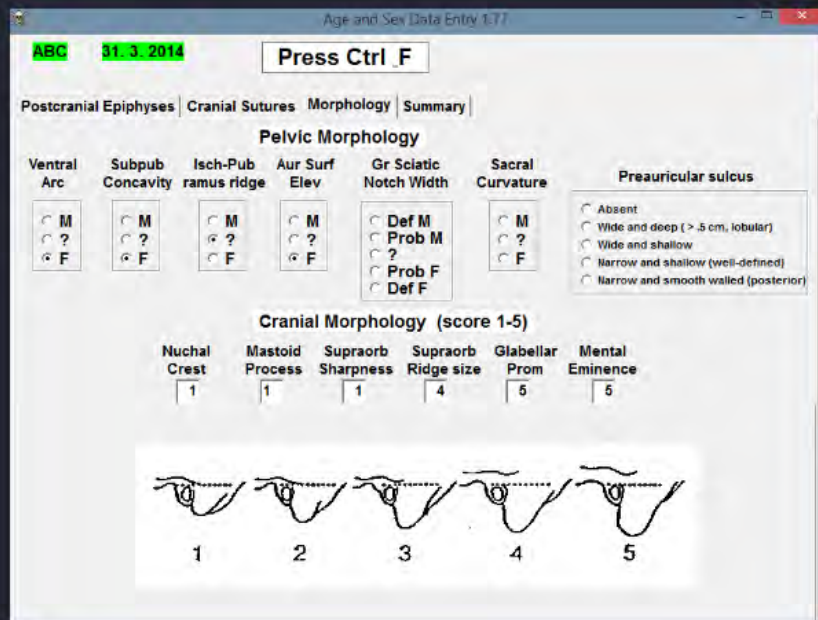 Age and Sex Data Entry 1.77
ABC 31. 3. 2014 Press Ctrl_F
Postcranial Epiphyses Cranial Sutures Morphology Summary
Pelvic Morphology
Ventral Arc
Subpub Concavity
Isch-Pub ramus ridge
Aur Surf Elev
Gr Sciatic Notch Width
Sacral Curvature
Preauricular sulcus
M M M M Def M M
? ? ? ? Prob M ?
F F F F ? F
Prob F
Def F
Absent
Wide and deep ( > .5 cm, lobular)
Wide and shallow
Narrow and shallow (well-defined)
Narrow and smooth walled (posterior)
Cranial Morphology (score 1-5)
Nuchal Crest
Mastoid Process
Supraorb Sharpness
Supraorb Ridge size
Glabellar Prom
Mental Eminence
1 1 1 4 5 5
1 2 3 4 5